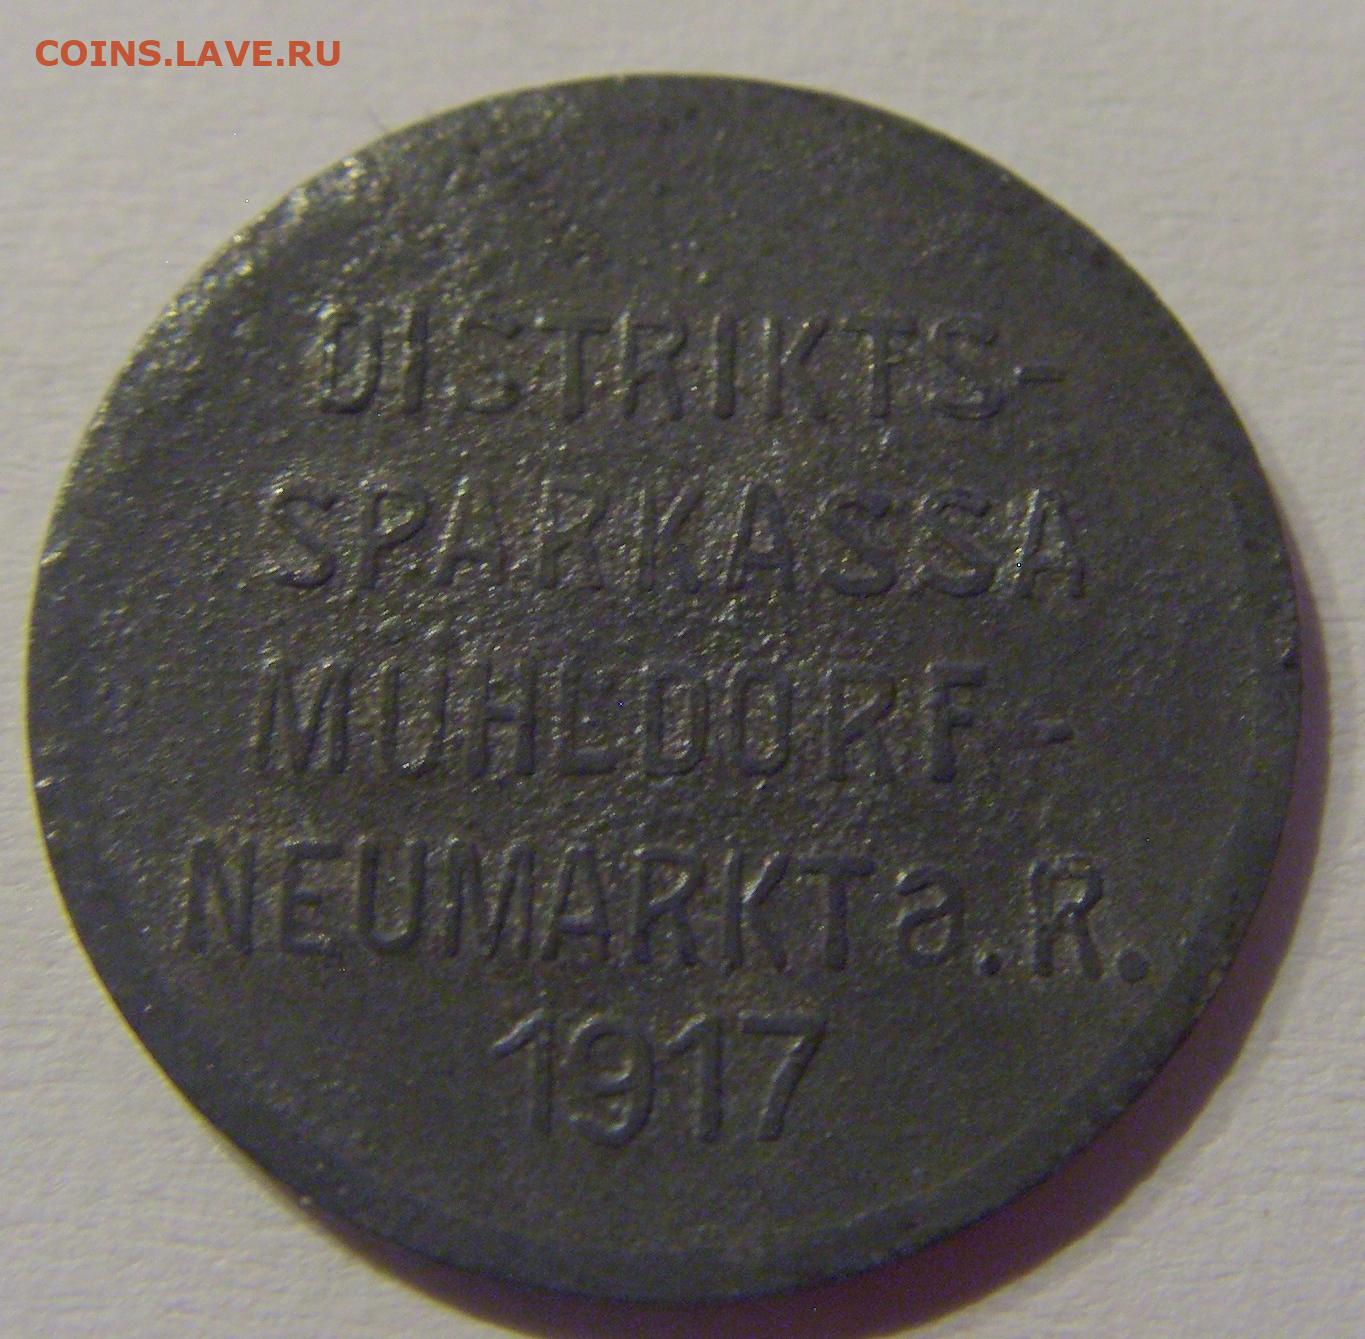 COINS.LAVE.RU
DISTRIKTS-
SPARKASSA
MÜHLDORF-
NEUMARKT a.R.
1917